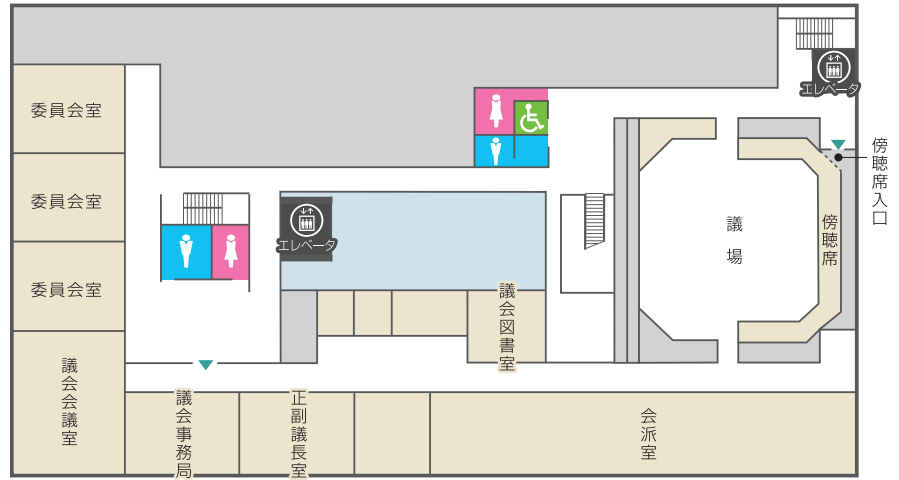 エレベータ
委員会室
傍聴席入口
委員会室
議場
傍聴席
エレベータ
委員会室
議会図書室
議会会議室
議会事務局
正副議長室
会派室